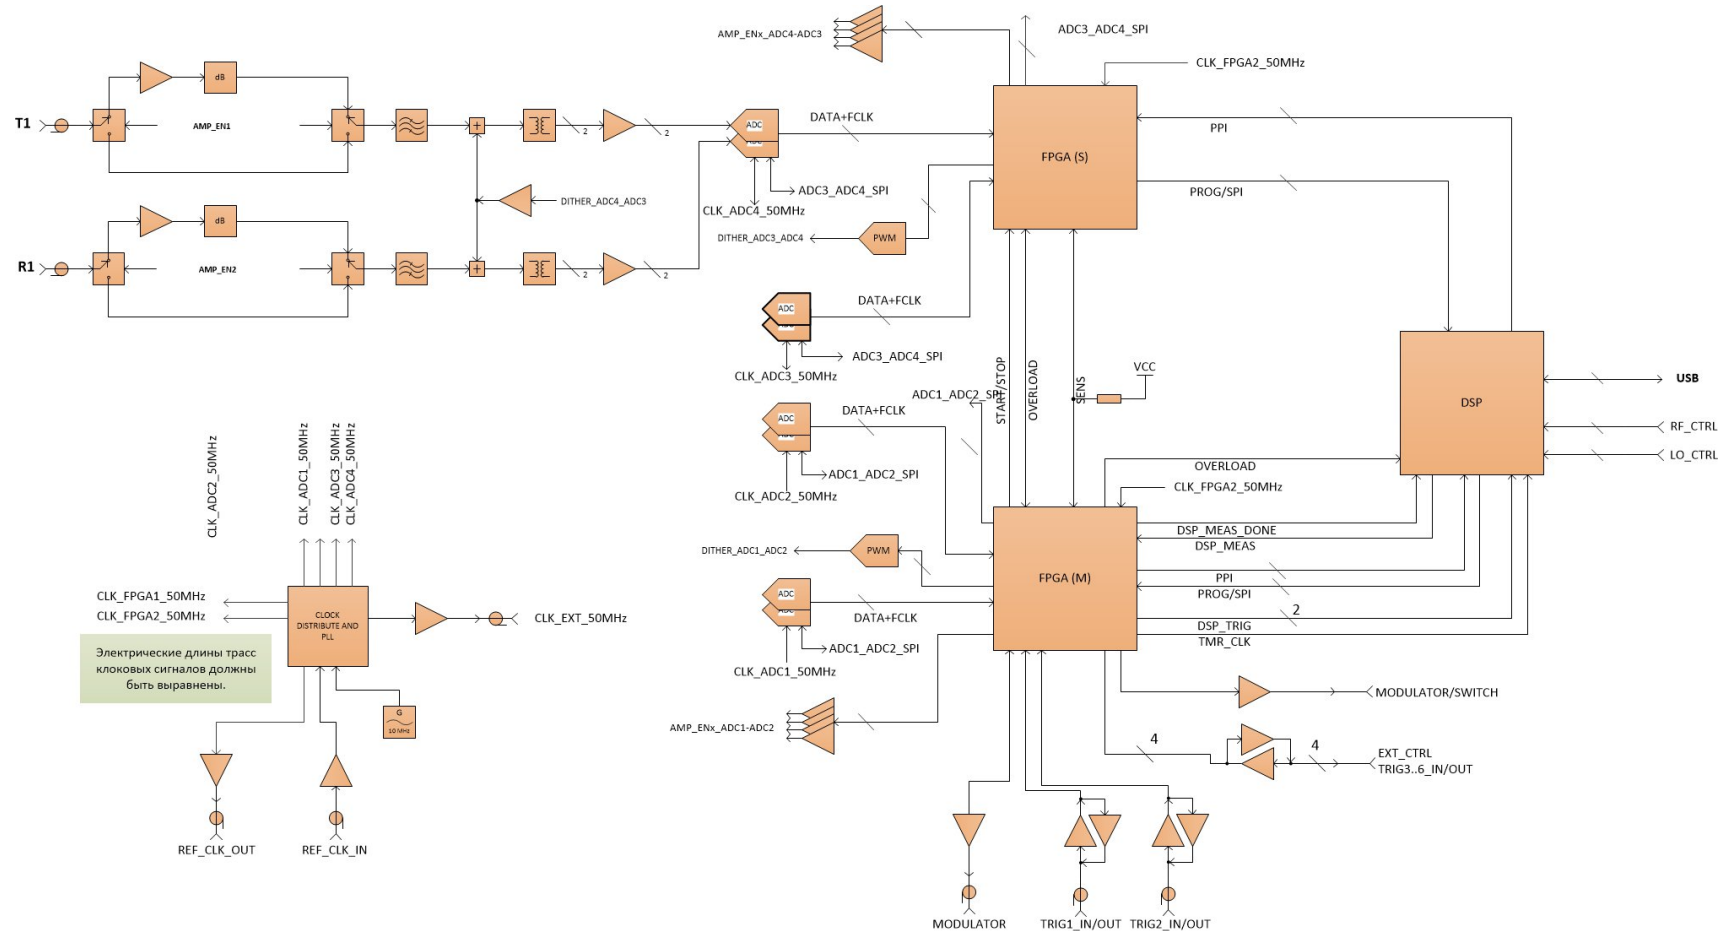 AMP_ENx_ADC4-ADC3
ADC3_ADC4_SPI
CLK_FPGA2_50MHz
dB
T1
AMP_EN1
2
2
ADC
DATA+FCLK
FPGA (S)
PPI
PROG/SPI
ADC3_ADC4_SPI
CLK_ADC4_50MHz
DITHER_ADC4_ADC3
dB
R1
AMP_EN2
2
2
DITHER_ADC3_ADC4
PWM
ADC
DATA+FCLK
ADC3_ADC4_SPI
CLK_ADC3_50MHz
START/STOP
OVERLOAD
SENS
VCC
DSP
USB
RF_CTRL
LO_CTRL
ADC1_ADC2_SPI
ADC
DATA+FCLK
ADC1_ADC2_SPI
CLK_ADC2_50MHz
OVERLOAD
CLK_FPGA2_50MHz
CLK_ADC2_50MHz
CLK_ADC1_50MHz
CLK_ADC3_50MHz
CLK_ADC4_50MHz
DITHER_ADC1_ADC2
PWM
FPGA (M)
DSP_MEAS_DONE
DSP_MEAS
PPI
PROG/SPI
2
DSP_TRIG
TMR_CLK
ADC
DATA+FCLK
ADC1_ADC2_SPI
CLK_ADC1_50MHz
CLK_FPGA1_50MHz
CLK_FPGA2_50MHz
CLOCK
DISTRIBUTE AND
PLL
CLK_EXT_50MHz
Электрические длины трасс
клоковых сигналов должны
быть выравнены.
G
10 MHz
AMP_ENx_ADC1-ADC2
MODULATOR/SWITCH
4
4
EXT_CTRL
TRIG3..6_IN/OUT
REF_CLK_OUT
REF_CLK_IN
MODULATOR
TRIG1_IN/OUT
TRIG2_IN/OUT